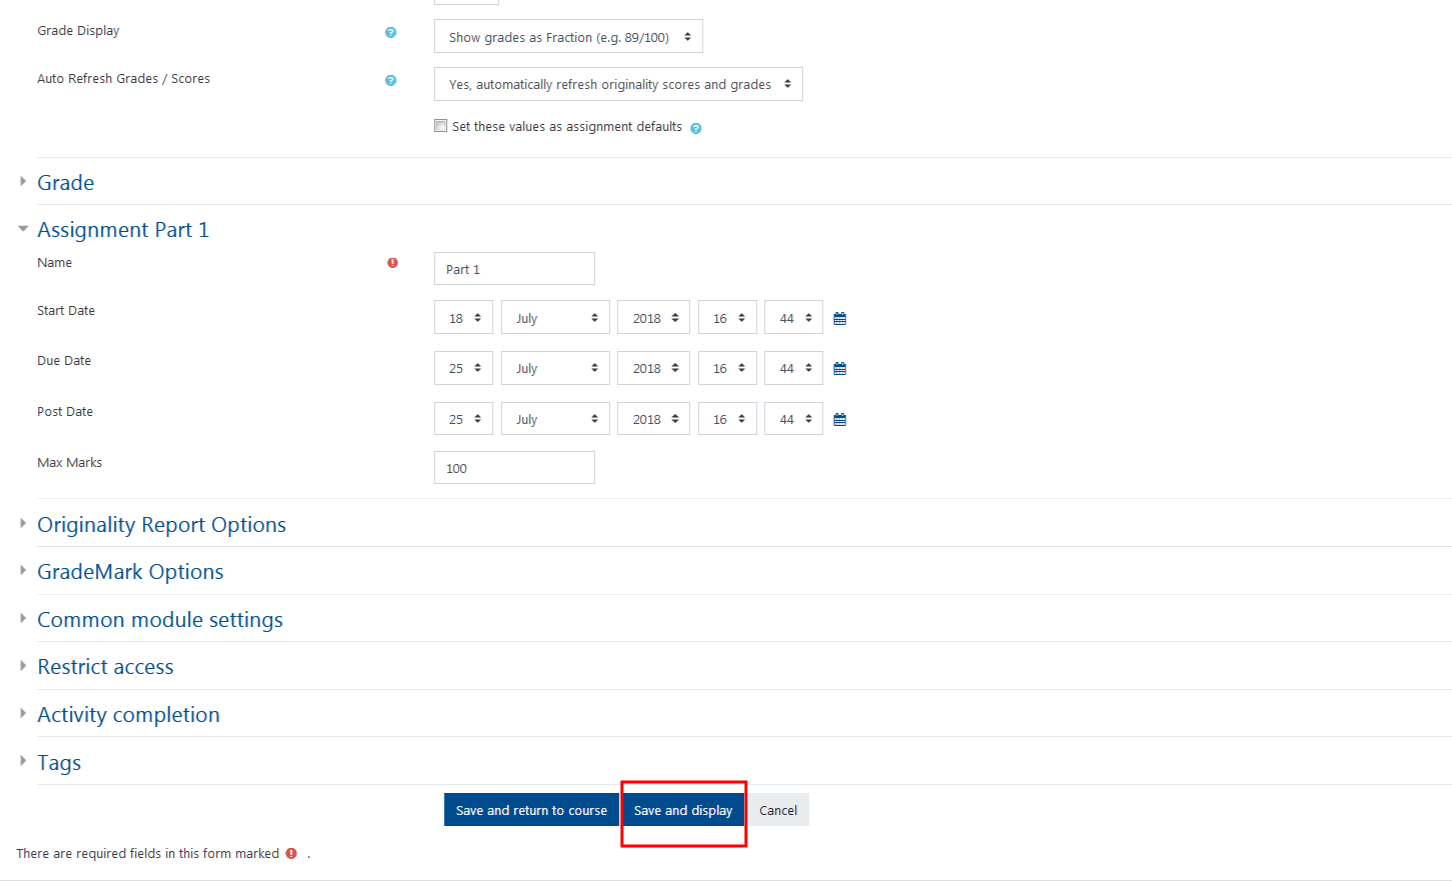 Grade Display Show grades as Fraction (e.g. 89/100)
Auto Refresh Grades / Scores Yes, automatically refresh originality scores and grades
Set these values as assignment defaults
Grade
Assignment Part 1
Name Part 1
Start Date 18 July 2018 16 44
Due Date 25 July 2018 16 44
Post Date 25 July 2018 16 44
Max Marks 100
Originality Report Options
GradeMark Options
Common module settings
Restrict access
Activity completion
Tags
Save and return to course Save and display Cancel
There are required fields in this form marked .